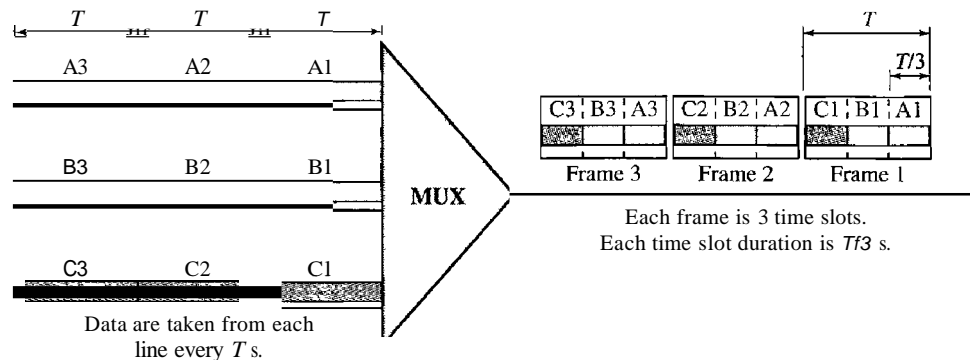 T T T
A3 A2 A1
B3 B2 B1
C3 C2 C1
Data are taken from each
line every T s.
MUX
T
T/3
C3 B3 A3 C2 B2 A2 C1 B1 A1
Frame 3 Frame 2 Frame 1
Each frame is 3 time slots.
Each time slot duration is Tf3 s.